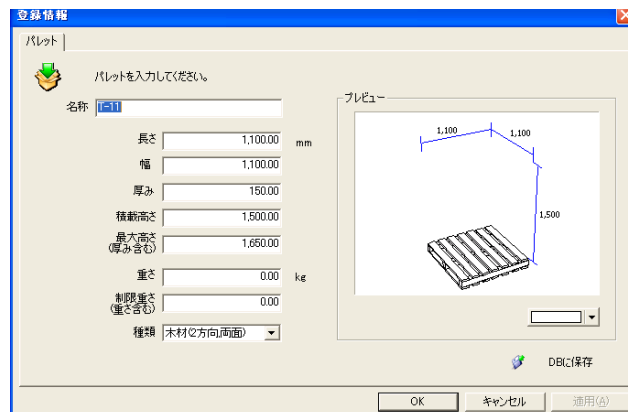 登録情報
パレット
パレットを入力してください。
名称 T-11
長さ 1,100.00 mm
幅 1,100.00
厚み 150.00
積載高さ 1,500.00
最大高さ
(厚み含む) 1,650.00
重さ 0.00 kg
制限重さ
(重さ含む) 0.00
種類 木材(2方向,両面)
プレビュー
1,100
1,100
1,500
DBに保存
OK キャンセル 適用(A)